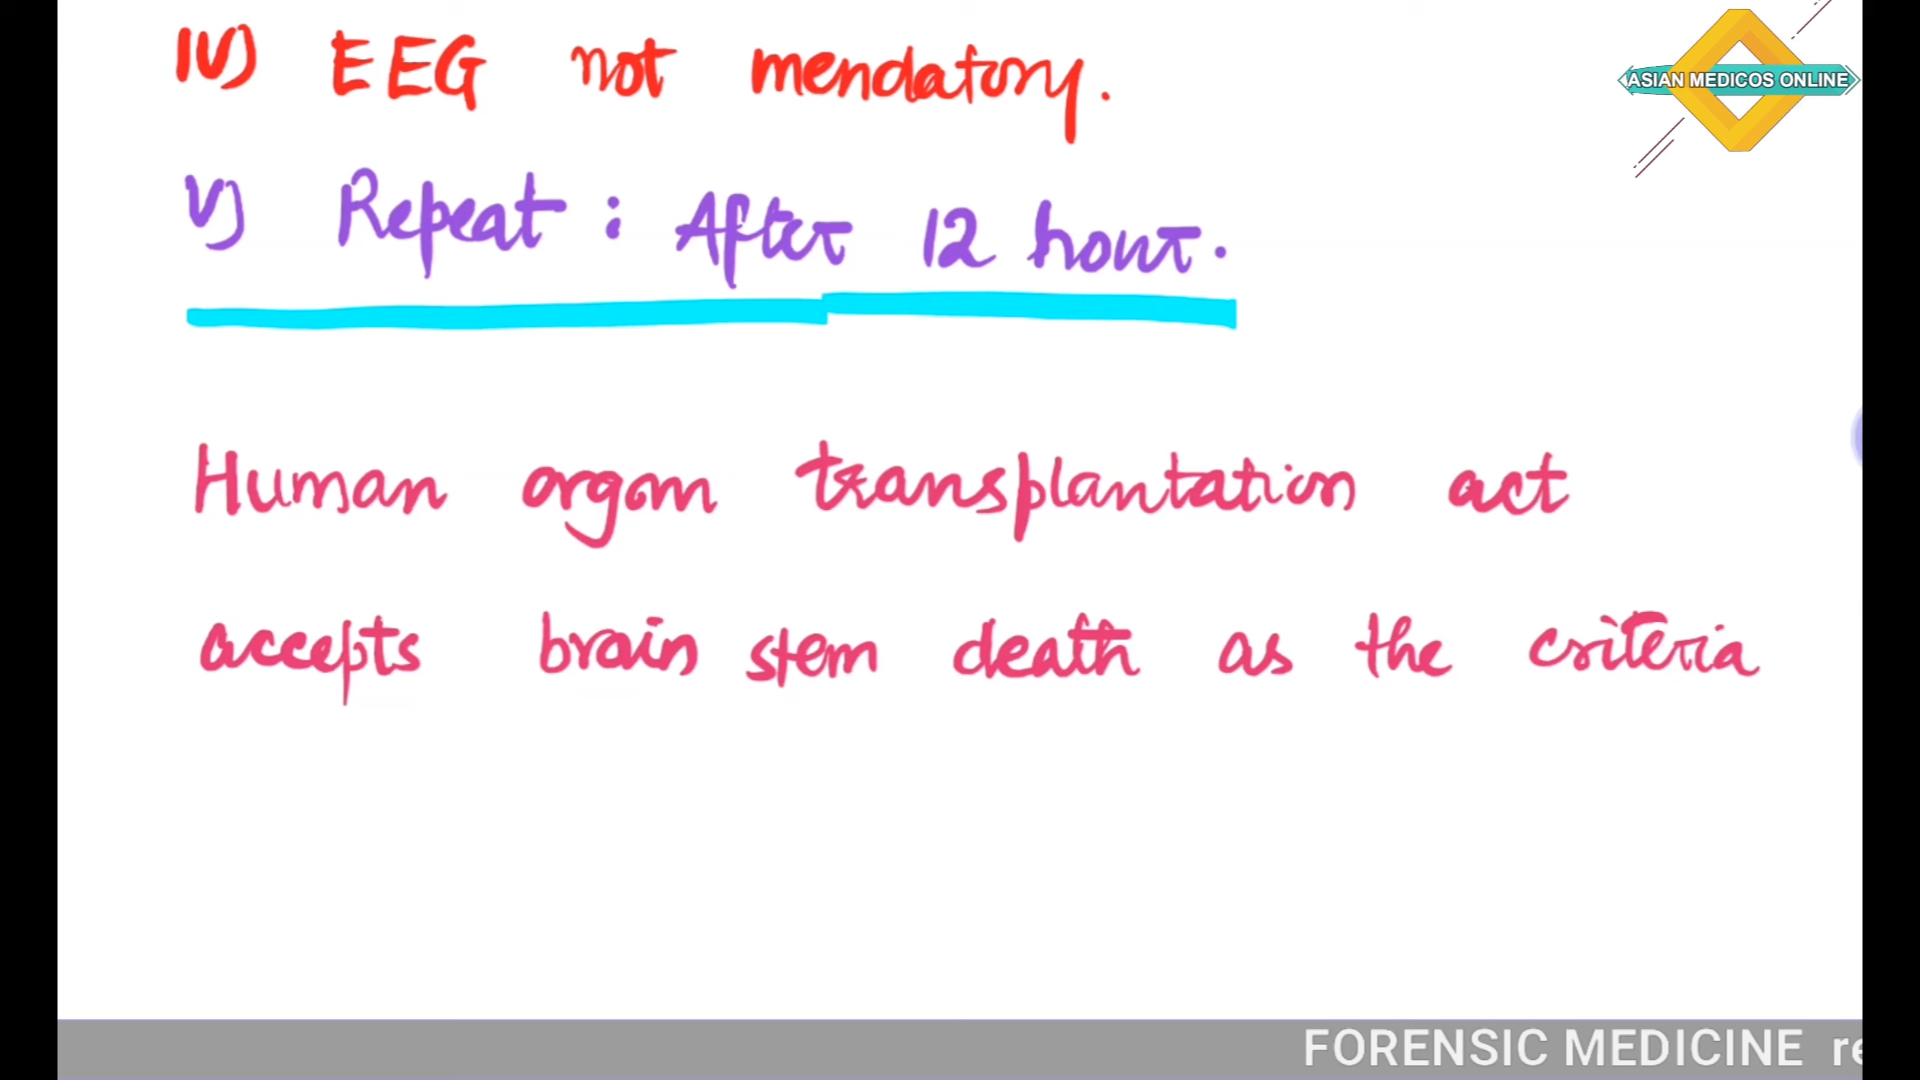 IV) EEG not mendatory.
ASIAN MEDICOS ONLINE
V) Repeat : After 12 hour.
Human organ transplantation act
accepts brain stem death as the criteria
FORENSIC MEDICINE re